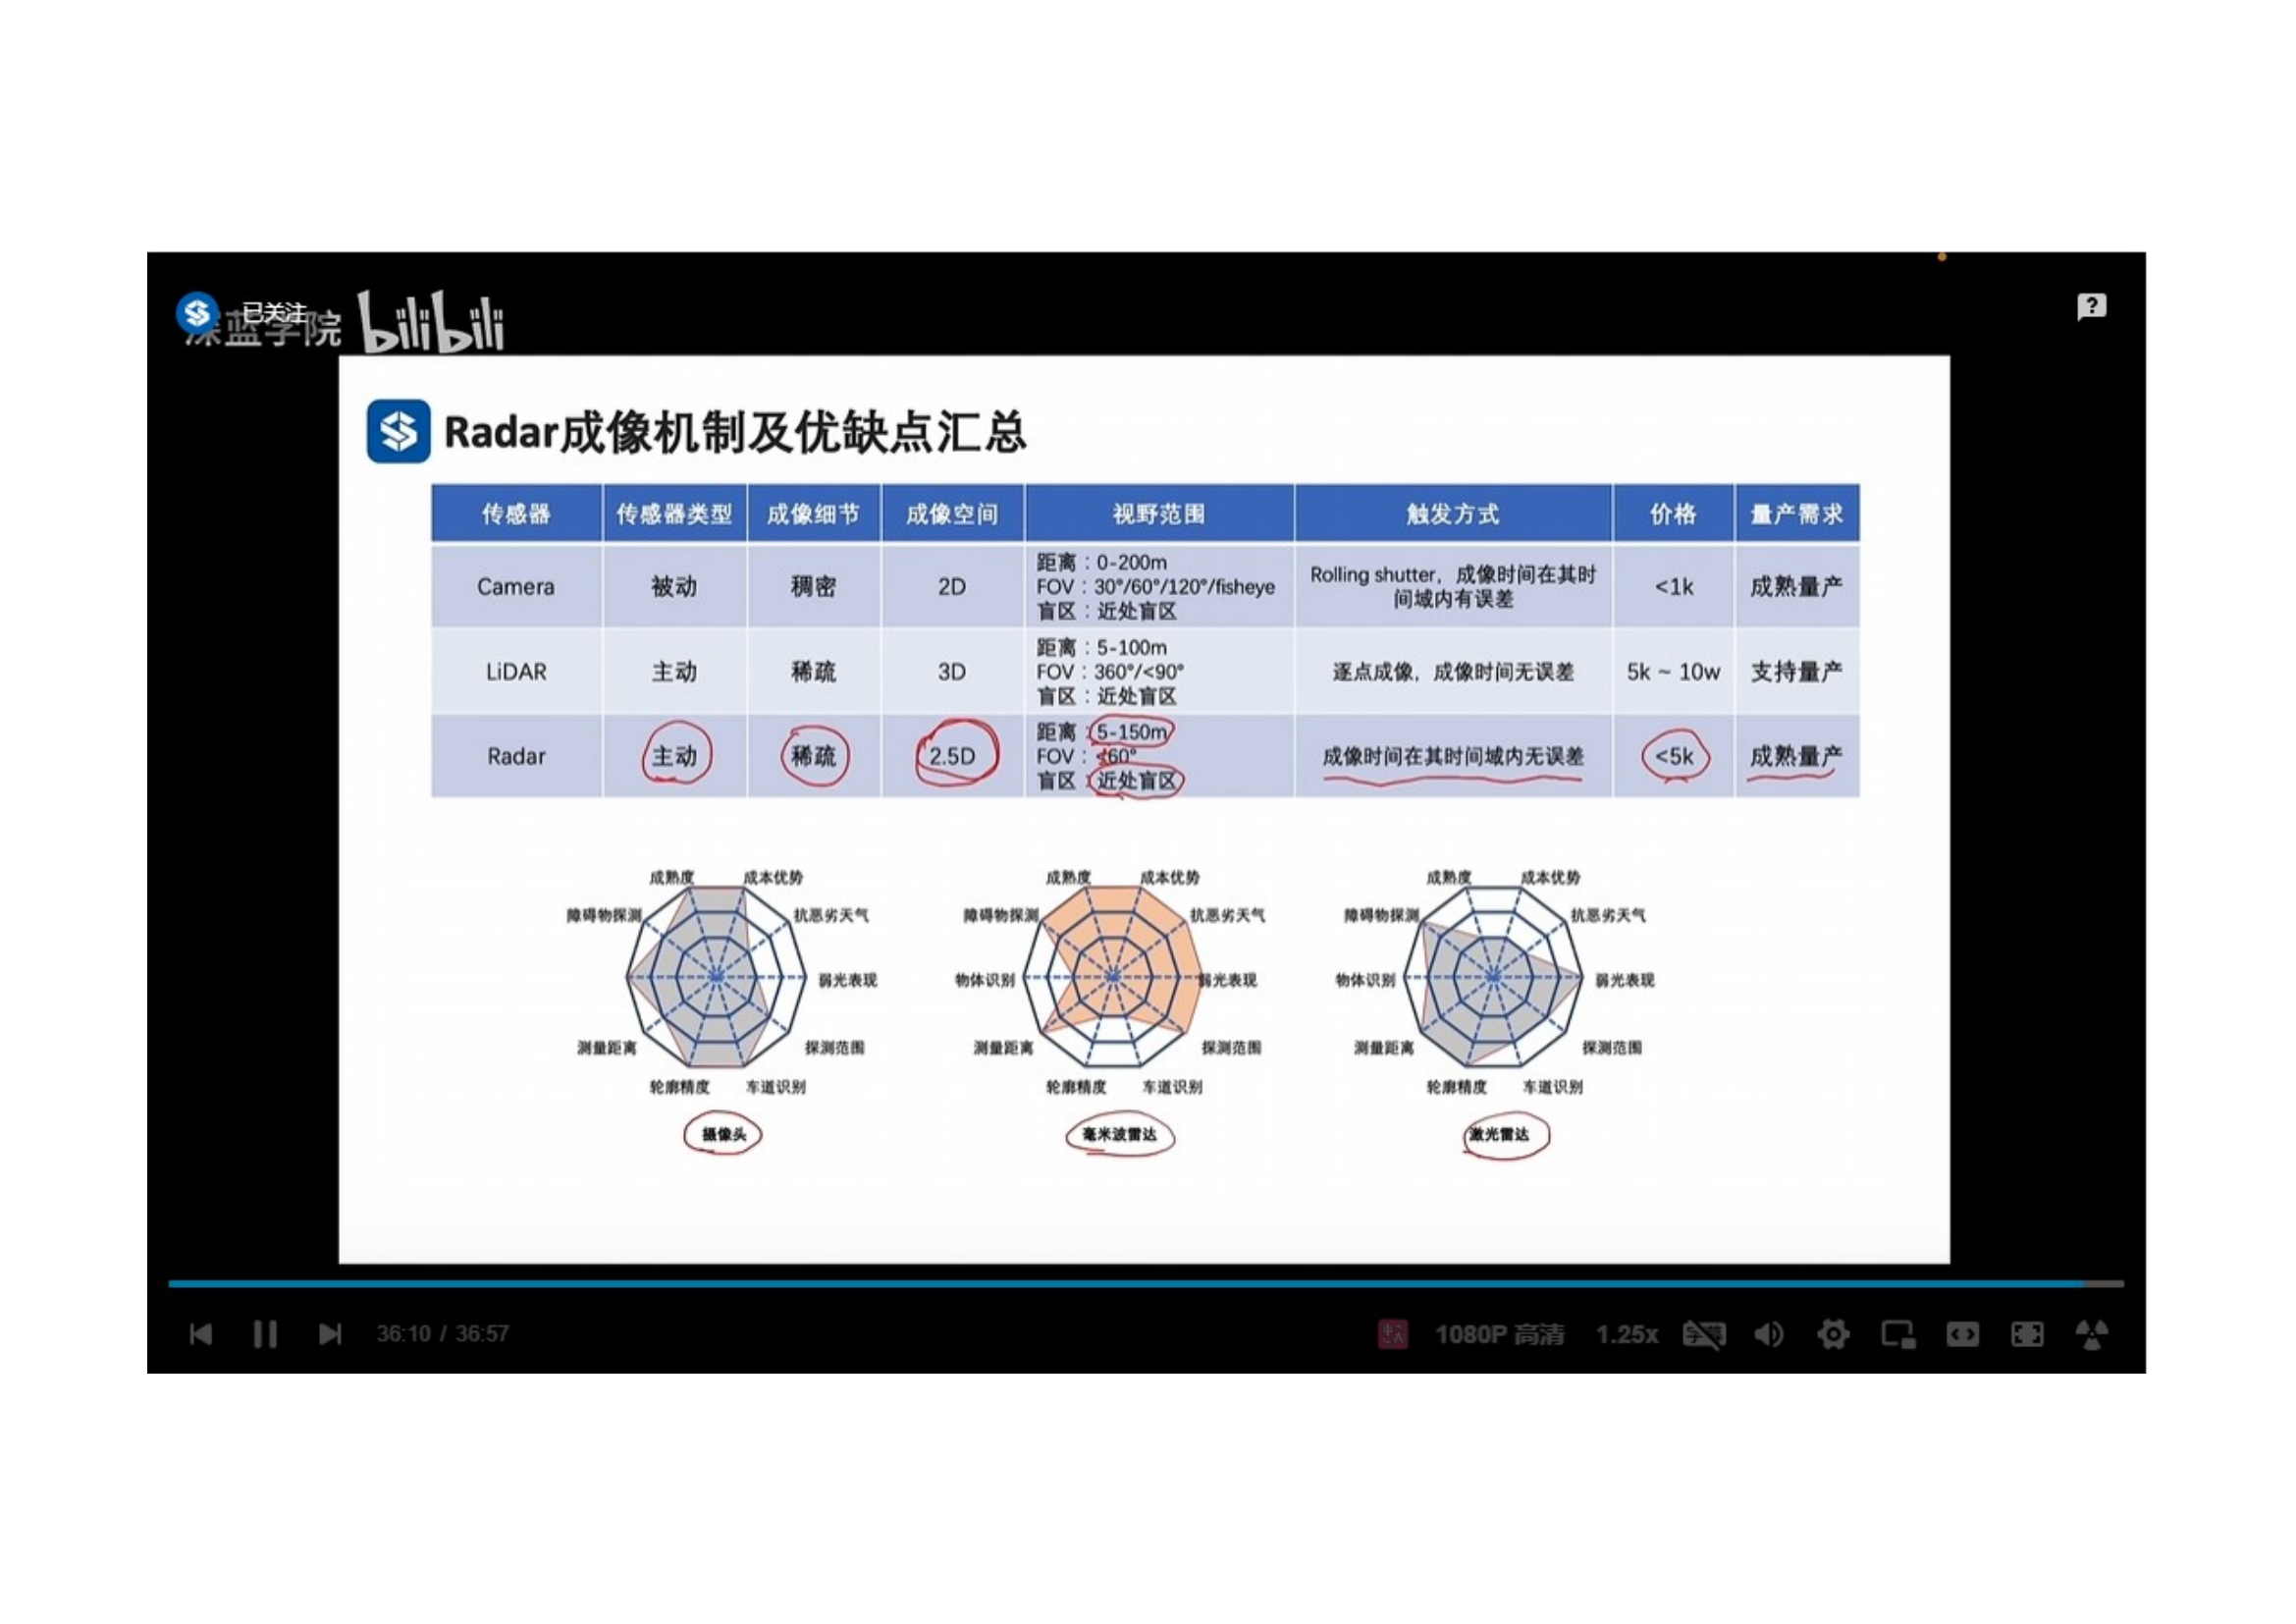 已关注
深蓝学院 bilibili
Radar成像机制及优缺点汇总
传感器 传感器类型 成像细节 成像空间 视野范围 触发方式 价格 量产需求
Camera 被动 稠密 2D 距离：0-200m
FOV：30°/60°/120°/fisheye
盲区：近处盲区
Rolling shutter，成像时间在其时
间域内有误差
<1k 成熟量产
LiDAR 主动 稀疏 3D 距离：5-100m
FOV：360°/<90°
盲区：近处盲区
逐点成像，成像时间无误差 5k ~ 10w 支持量产
Radar 主动 稀疏 2.5D 距离：5-150m
FOV：<60°
盲区：近处盲区
成像时间在其时间域内无误差 <5k 成熟量产
成熟度 成本优势
障碍物探测 抗恶劣天气
弱光表现
测量距离 探测范围
轮廓精度 车道识别
摄像头
成熟度 成本优势
障碍物探测 抗恶劣天气
物体识别 弱光表现
测量距离 探测范围
轮廓精度 车道识别
毫米波雷达
成熟度 成本优势
障碍物探测 抗恶劣天气
物体识别 弱光表现
测量距离 探测范围
轮廓精度 车道识别
激光雷达
36:10 / 36:57
1080P 高清 1.25x 字幕